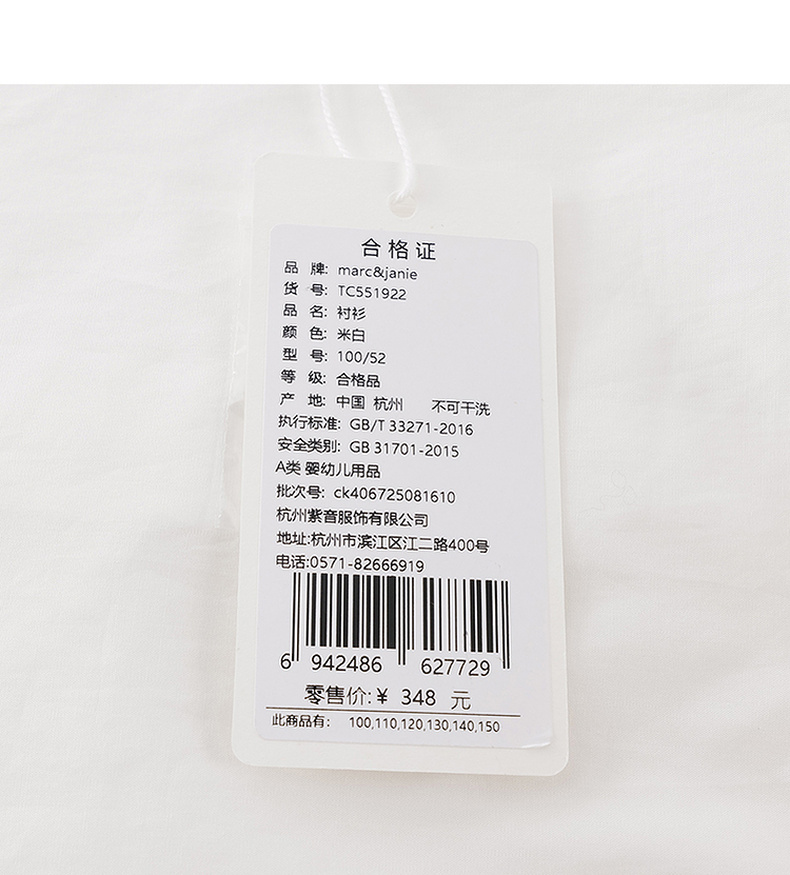 合格证
品 牌: marc&janie
货 号: TC551922
品 名: 衬衫
颜 色: 米白
型 号: 100/52
等 级: 合格品
产 地: 中国 杭州 不可干洗
执行标准: GB/T 33271-2016
安全类别: GB 31701-2015
A类 婴幼儿用品
批次号: ck406725081610
杭州紫音服饰有限公司
地址:杭州市滨江区江二路400号
电话:0571-82666919
6 942486 627729
零售价:¥ 348 元
此商品有: 100,110,120,130,140,150